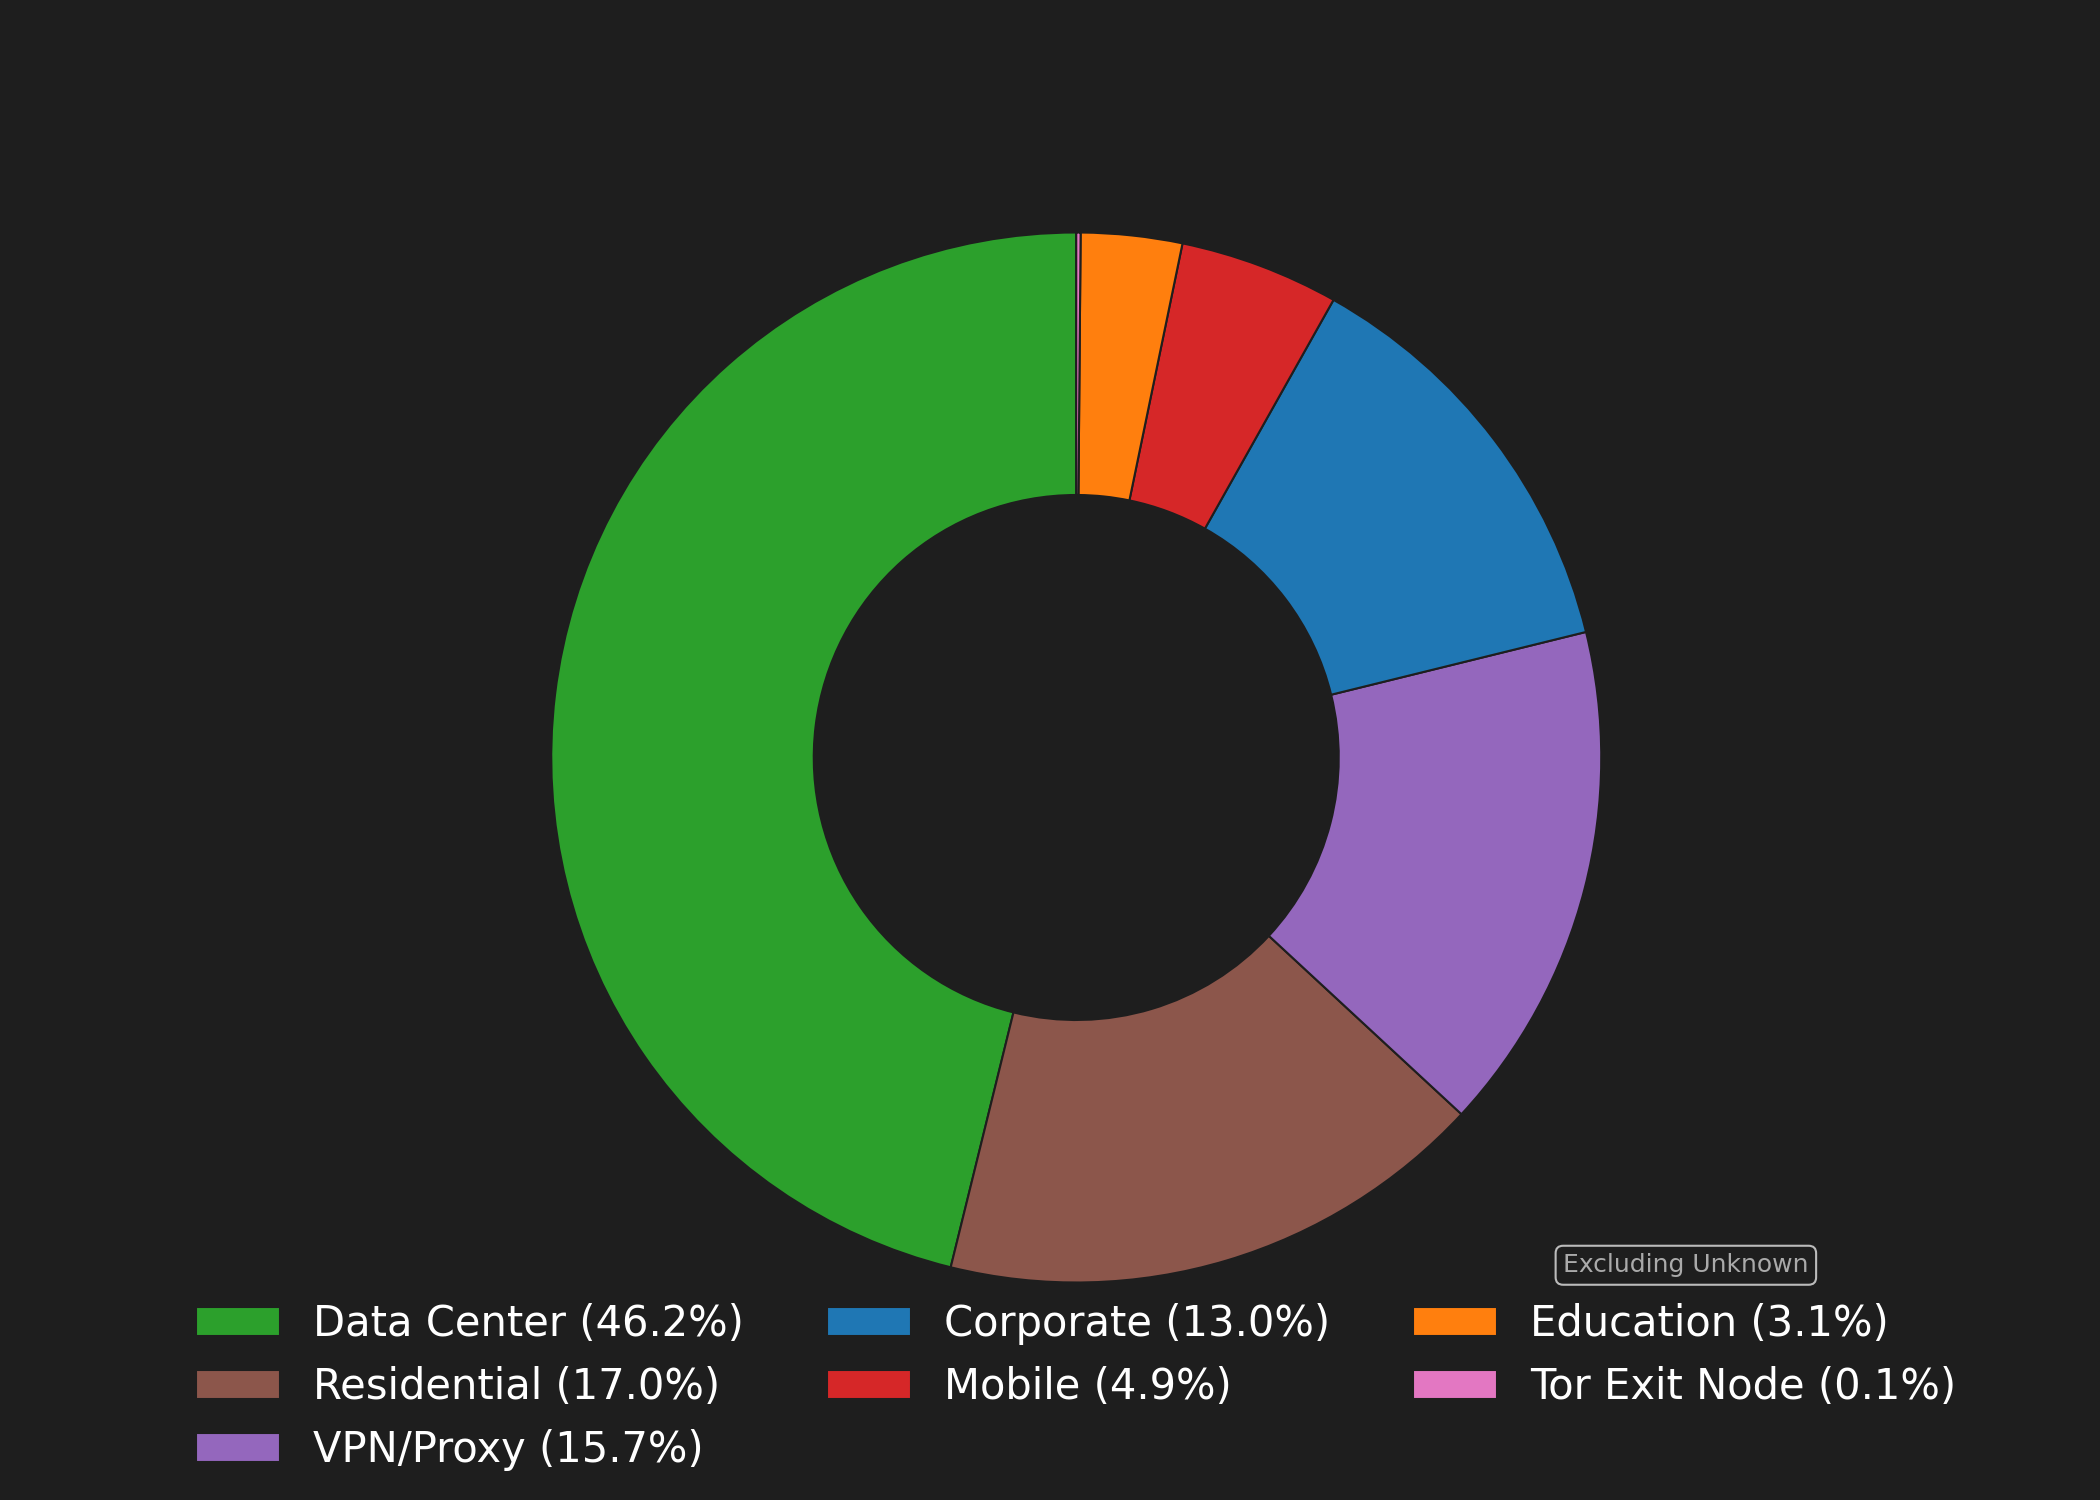 Excluding Unknown
Data Center (46.2%)
Residential (17.0%)
VPN/Proxy (15.7%)
Corporate (13.0%)
Mobile (4.9%)
Education (3.1%)
Tor Exit Node (0.1%)